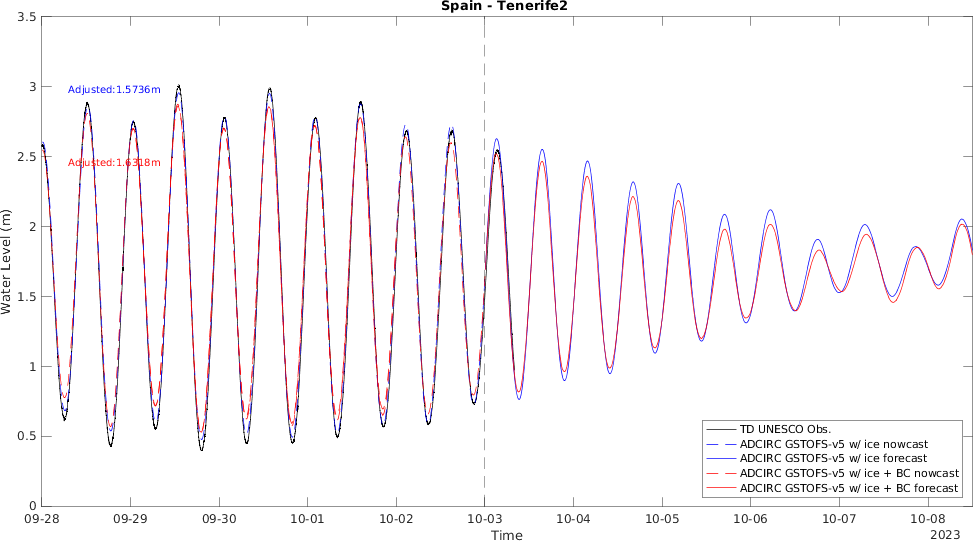 Spain - Tenerife2
3.5
3
2.5
2
1.5
1
0.5
0
Water Level (m)
Adjusted:1.5736m
Adjusted:1.6318m
TD UNESCO Obs.
ADCIRC GSTOFS-v5 w/ ice nowcast
ADCIRC GSTOFS-v5 w/ ice forecast
ADCIRC GSTOFS-v5 w/ ice + BC nowcast
ADCIRC GSTOFS-v5 w/ ice + BC forecast
09-28 09-29 09-30 10-01 10-02 10-03 10-04 10-05 10-06 10-07 10-08
Time
2023